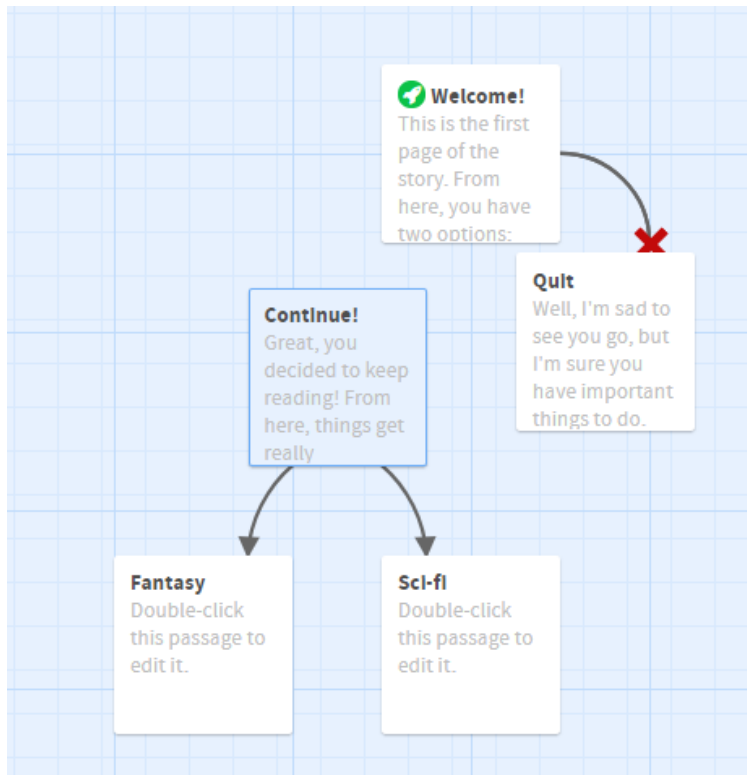 Welcome!
This is the first
page of the
story. From
here, you have
two options:
Quit
Well, I'm sad to
see you go, but
I'm sure you
have important
things to do.
Continue!
Great, you
decided to keep
reading! From
here, things get
really
Fantasy
Double-click
this passage to
edit it.
Sci-fi
Double-click
this passage to
edit it.